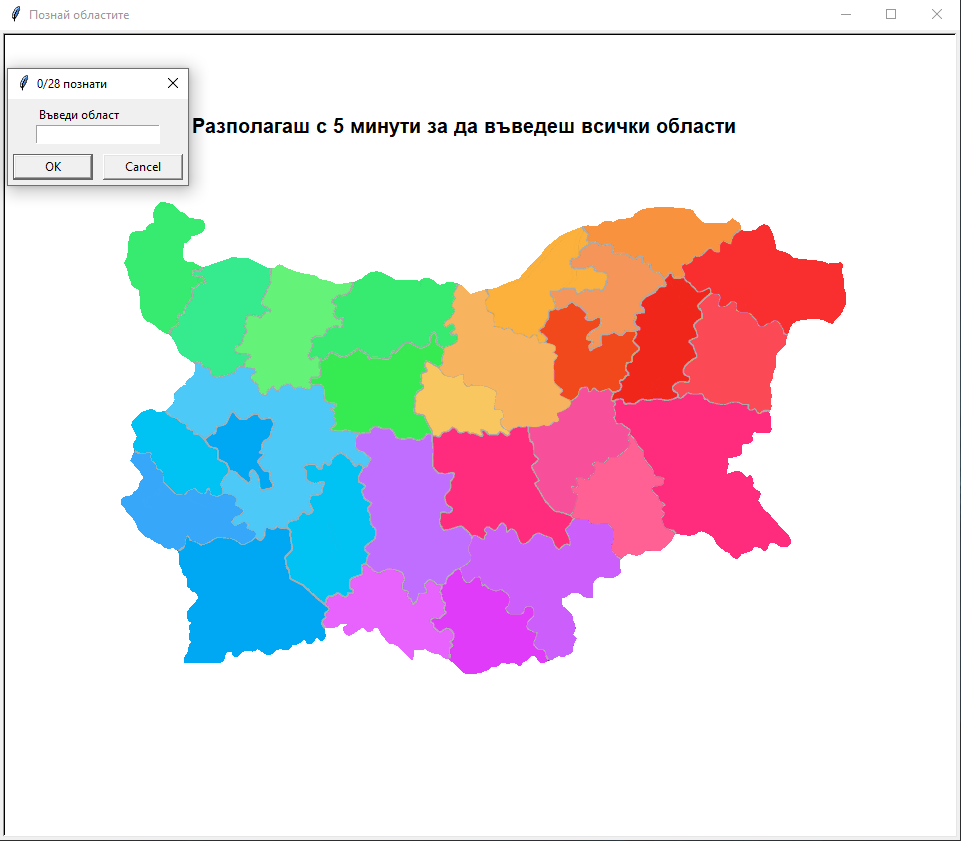 Познай областите
0/28 познати
Въведи област
OK
Cancel
Разполагаш с 5 минути за да въведеш всички области